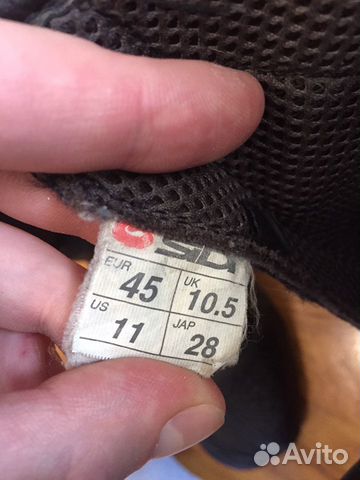 SIDI
EUR 45 UK 10.5
US 11 JAP 28
Avito